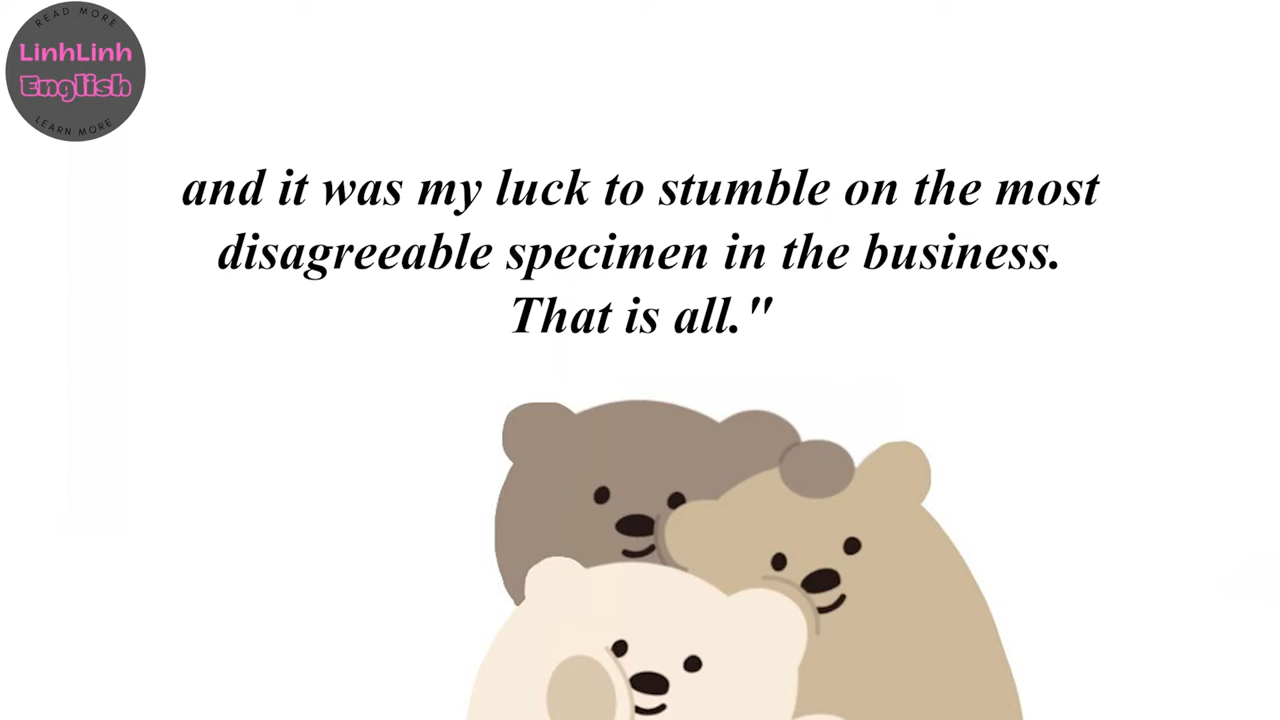 READ MORE
LinhLinh
English
LEARN MORE
and it was my luck to stumble on the most
disagreeable specimen in the business.
That is all."